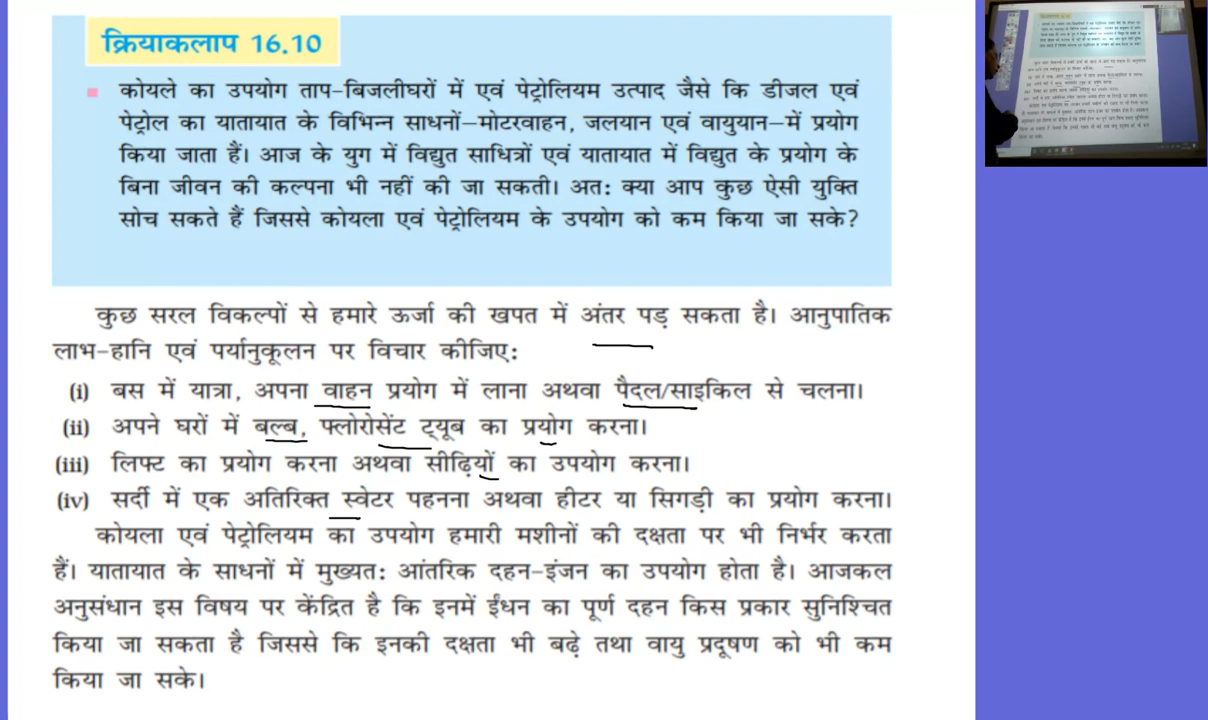 क्रियाकलाप 16.10
कोयले का उपयोग ताप-बिजलीघरों में एवं पेट्रोलियम उत्पाद जैसे कि डीजल एवं
पेट्रोल का यातायात के विभिन्न साधनों-मोटरवाहन, जलयान एवं वायुयान-में प्रयोग
किया जाता हैं। आज के युग में विद्युत साधित्रों एवं यातायात में विद्युत के प्रयोग के
बिना जीवन की कल्पना भी नहीं की जा सकती। अतः क्या आप कुछ ऐसी युक्ति
सोच सकते हैं जिससे कोयला एवं पेट्रोलियम के उपयोग को कम किया जा सके?
कुछ सरल विकल्पों से हमारे ऊर्जा की खपत में अंतर पड़ सकता है। आनुपातिक
लाभ-हानि एवं पर्यानुकूलन पर विचार कीजिए:
(i) बस में यात्रा, अपना वाहन प्रयोग में लाना अथवा पैदल/साइकिल से चलना।
(ii) अपने घरों में बल्ब, फ्लोरोसेंट ट्यूब का प्रयोग करना।
(iii) लिफ्ट का प्रयोग करना अथवा सीढ़ियों का उपयोग करना।
(iv) सर्दी में एक अतिरिक्त स्वेटर पहनना अथवा हीटर या सिगड़ी का प्रयोग करना।
कोयला एवं पेट्रोलियम का उपयोग हमारी मशीनों की दक्षता पर भी निर्भर करता
हैं। यातायात के साधनों में मुख्यतः आंतरिक दहन-इंजन का उपयोग होता है। आजकल
अनुसंधान इस विषय पर केंद्रित है कि इनमें ईंधन का पूर्ण दहन किस प्रकार सुनिश्चित
किया जा सकता है जिससे कि इनकी दक्षता भी बढ़े तथा वायु प्रदूषण को भी कम
किया जा सके।